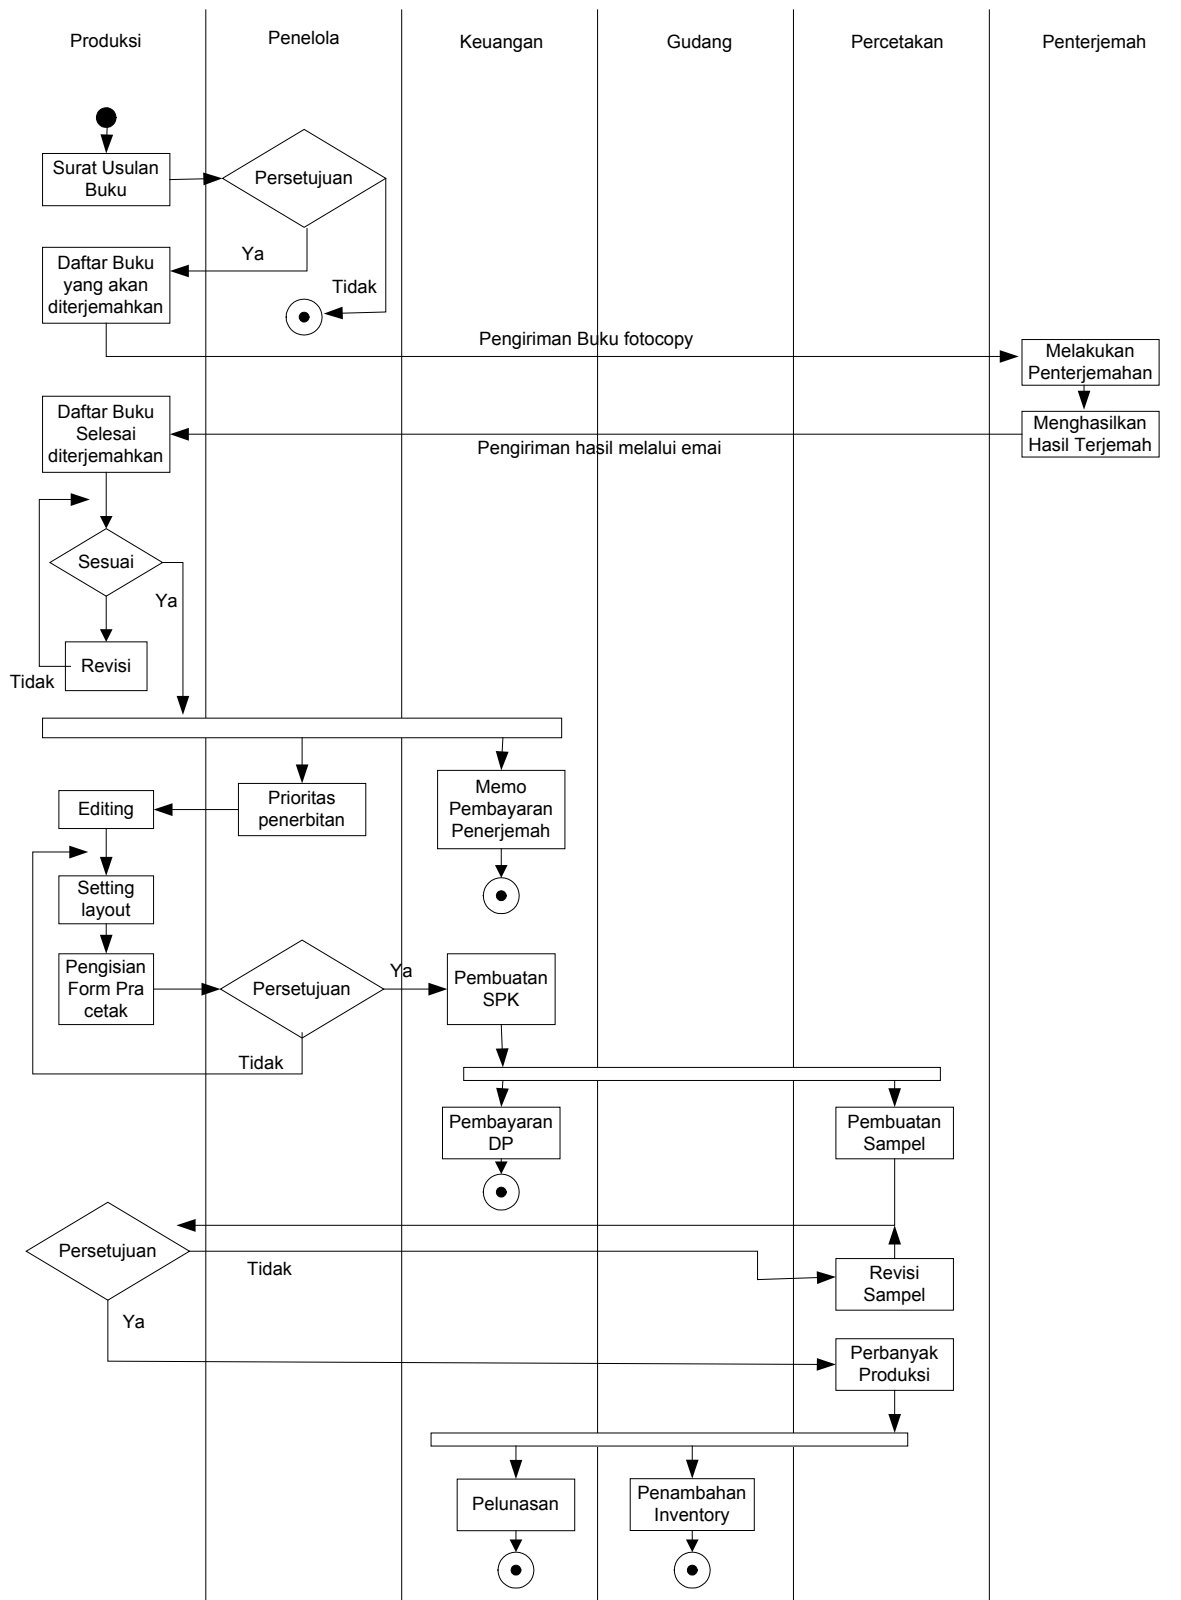 Produksi
Penelola
Keuangan
Gudang
Percetakan
Penterjemah
Surat Usulan
Buku
Persetujuan
Ya
Daftar Buku
yang akan
diterjemahkan
Tidak
Pengiriman Buku fotocopy
Melakukan
Penterjemahan
Daftar Buku
Selesai
diterjemahkan
Menghasilkan
Hasil Terjemah
Pengiriman hasil melalui emai
Sesuai
Ya
Revisi
Tidak
Prioritas
penerbitan
Memo
Pembayaran
Penerjemah
Editing
Setting
layout
Pengisian
Form Pra
cetak
Persetujuan
Ya
Pembuatan
SPK
Tidak
Pembayaran
DP
Pembuatan
Sampel
Persetujuan
Tidak
Revisi
Sampel
Ya
Perbanyak
Produksi
Pelunasan
Penambahan
Inventory